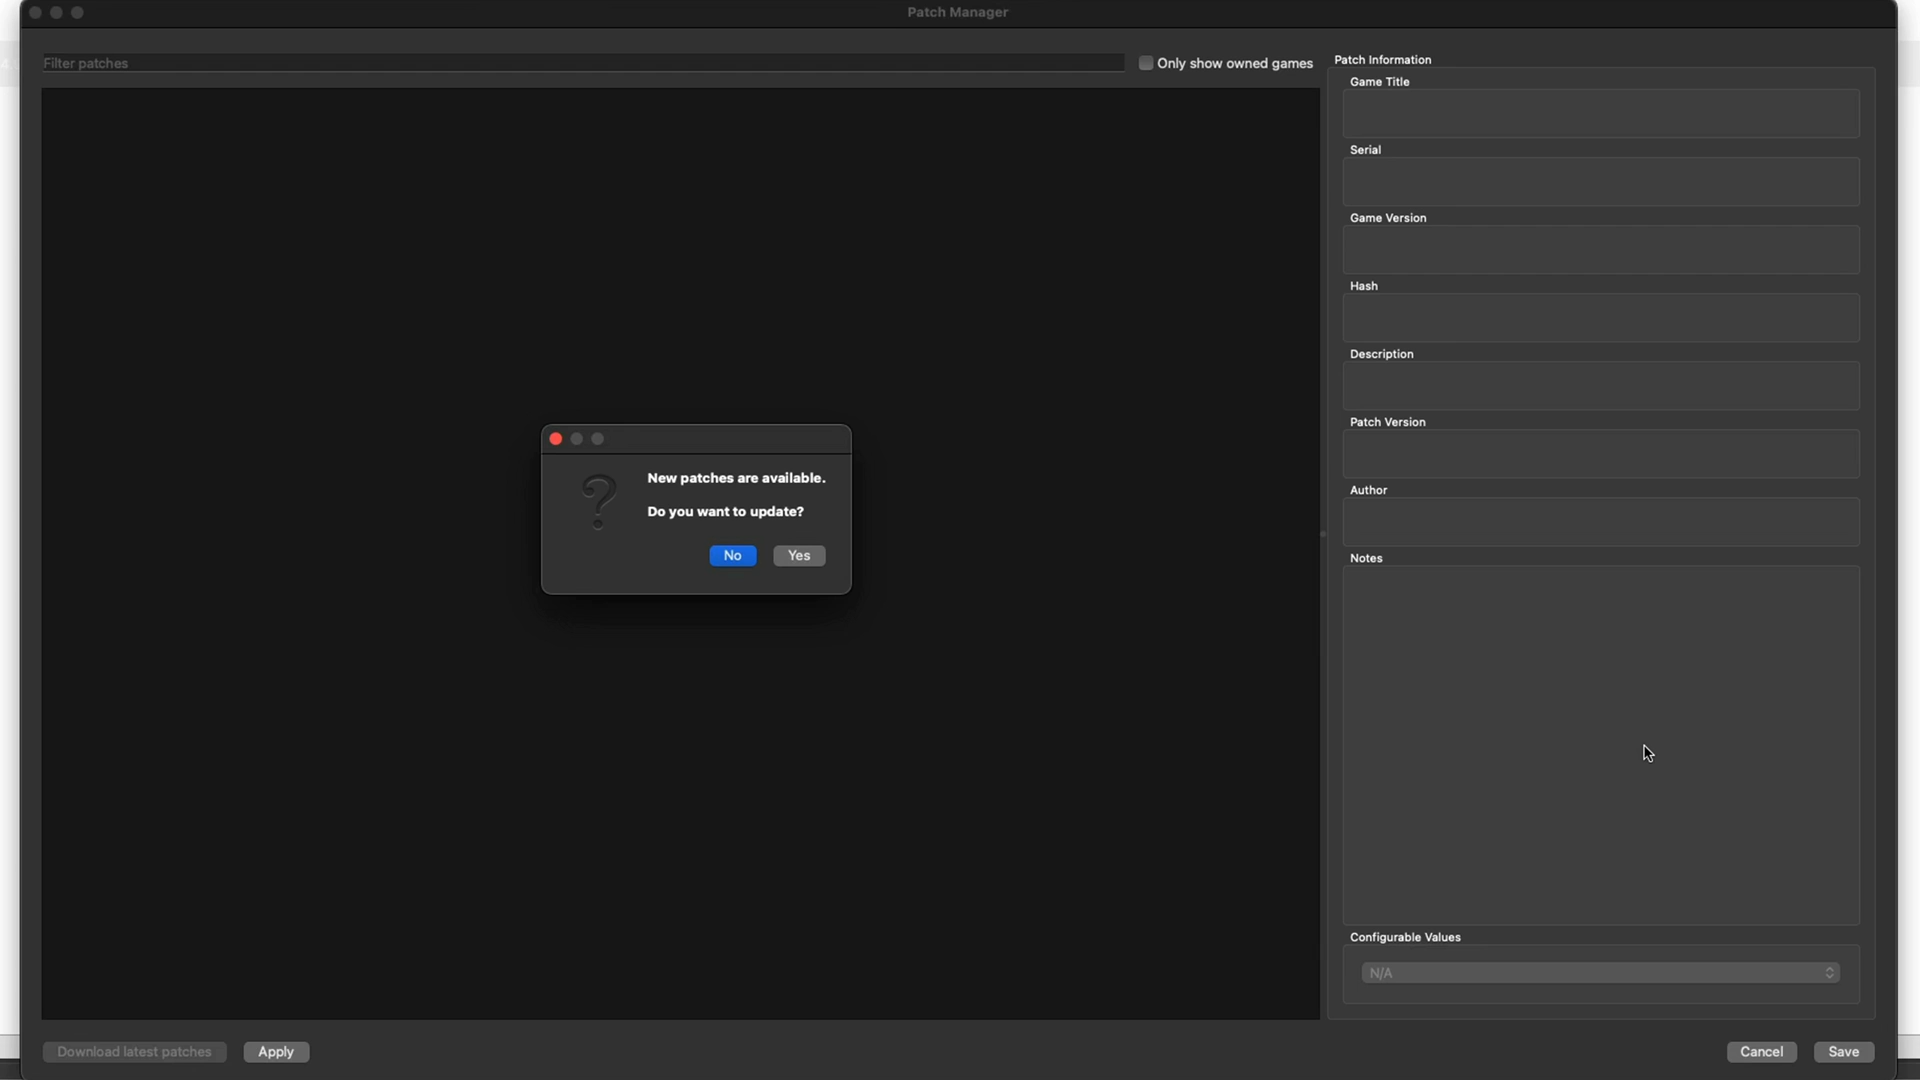 Patch Manager
Filter patches
Only show owned games
Patch Information
Game Title
Serial
Game Version
Hash
Description
Patch Version
Author
Notes
Configurable Values
N/A
New patches are available.
Do you want to update?
No
Yes
Download latest patches
Apply
Cancel
Save